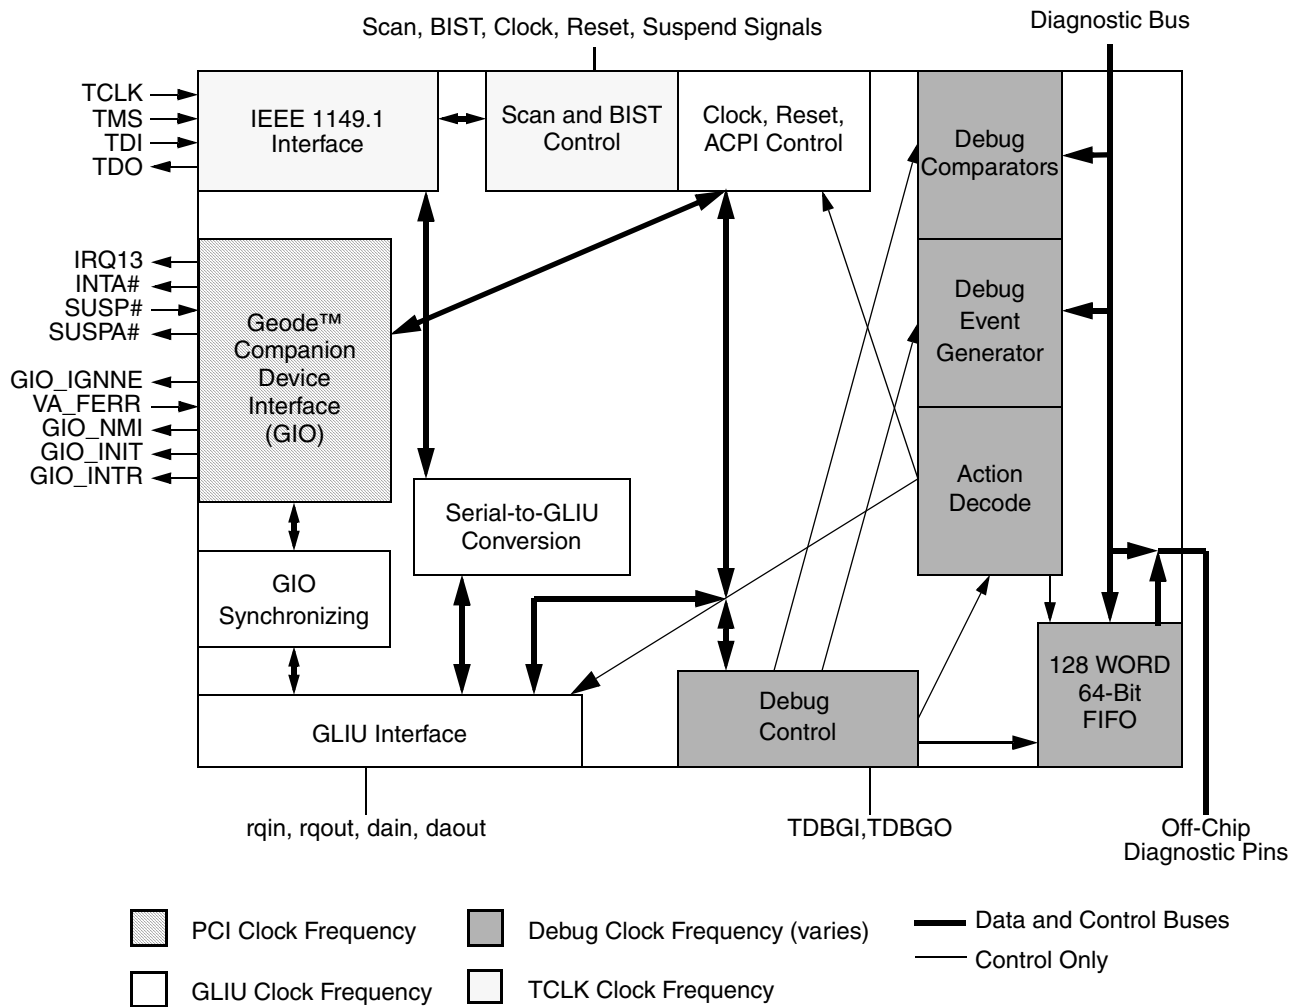 Scan, BIST, Clock, Reset, Suspend Signals
Diagnostic Bus
TCLK
TMS
TDI
TDO
IEEE 1149.1
Interface
Scan and BIST
Control
Clock, Reset,
ACPI Control
Debug
Comparators
IRQ13
INTA#
SUSP#
SUSPA#
GIO_IGNNE
VA_FERR
GIO_NMI
GIO_INIT
GIO_INTR
Geode™
Companion
Device
Interface
(GIO)
Debug
Event
Generator
Action
Decode
Serial-to-GLIU
Conversion
GIO
Synchronizing
GLIU Interface
Debug
Control
128 WORD
64-Bit
FIFO
rqin, rqout, dain, daout
TDBGI,TDBGO
Off-Chip
Diagnostic Pins
PCI Clock Frequency
Debug Clock Frequency (varies)
Data and Control Buses
Control Only
GLIU Clock Frequency
TCLK Clock Frequency